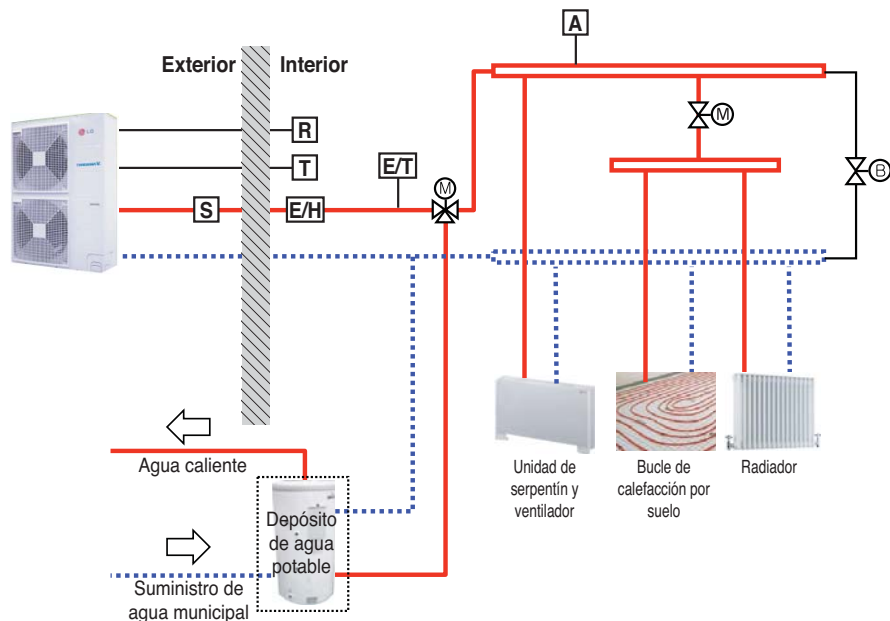 A
Exterior
Interior
LG
R
M
T
E/T
B
M
S
E/H
Unidad de
serpentín y
ventilador
Bucle de
calefacción por
suelo
Radiador
Agua caliente
Depósito
de agua
potable
Suministro de
agua municipal